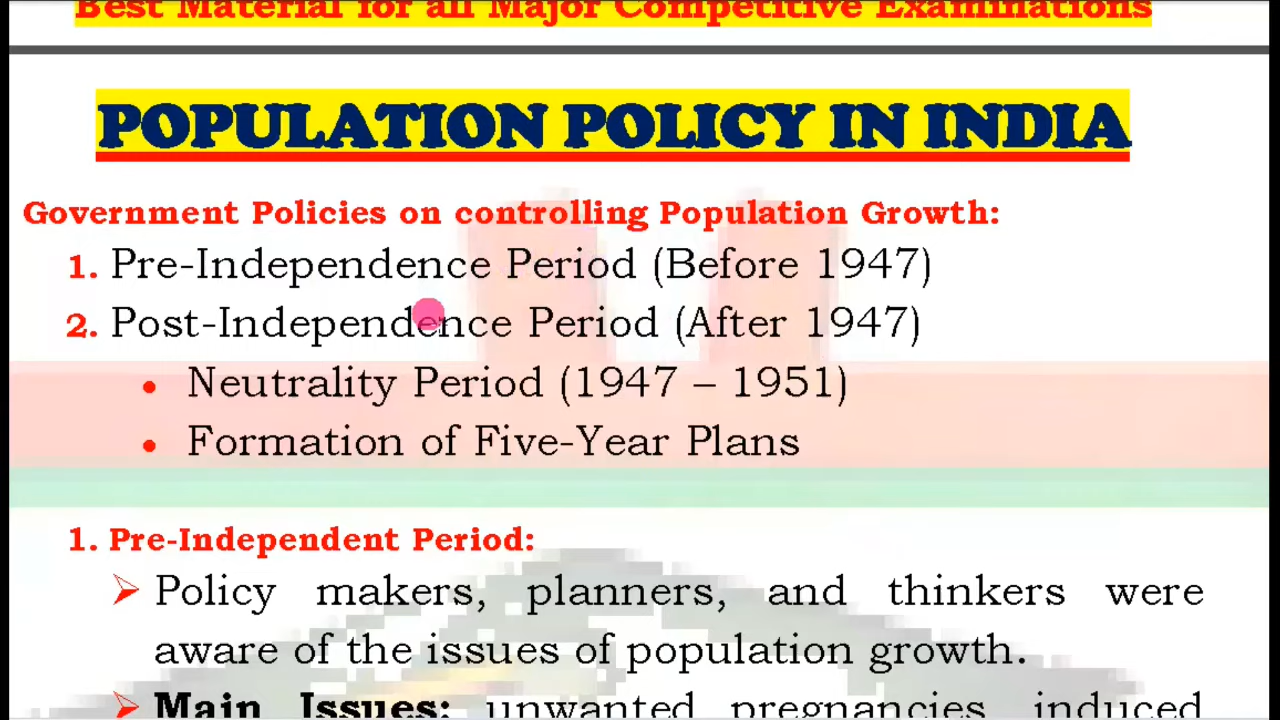 Best Material for all Major Competitive Examinations
POPULATION POLICY IN INDIA
Government Policies on controlling Population Growth:
1. Pre-Independence Period (Before 1947)
2. Post-Independence Period (After 1947)
• Neutrality Period (1947 – 1951)
• Formation of Five-Year Plans
1. Pre-Independent Period:
➢ Policy makers, planners, and thinkers were
aware of the issues of population growth.
➢ Main Issues: unwanted pregnancies, induced